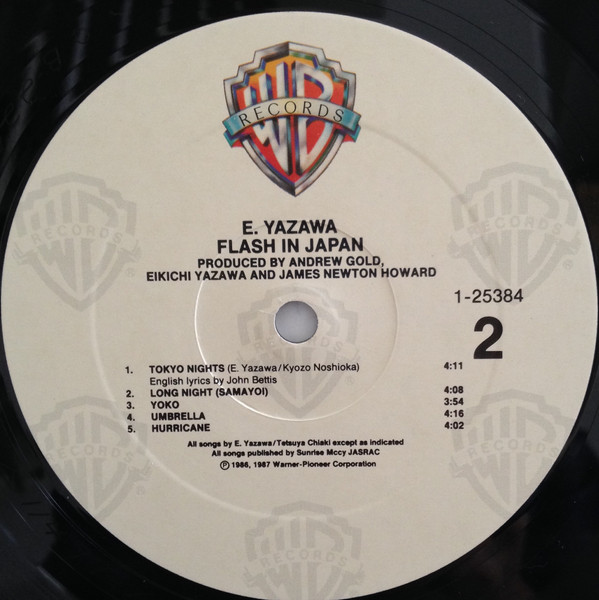 WB
RECORDS
E. YAZAWA
FLASH IN JAPAN
PRODUCED BY ANDREW GOLD,
EIKICHI YAZAWA AND JAMES NEWTON HOWARD
1-25384
2
1. TOKYO NIGHTS (E. Yazawa/Kyozo Noshioka) 4:11
English lyrics by John Bettis
2. LONG NIGHT (SAMAYOI) 4:08
3. YOKO 3:54
4. UMBRELLA 4:16
5. HURRICANE 4:02
All songs by E. Yazawa/Tetsuya Chiaki except as indicated
All songs published by Sunrise Mccy JASRAC
℗ 1986, 1987 Warner-Pioneer Corporation